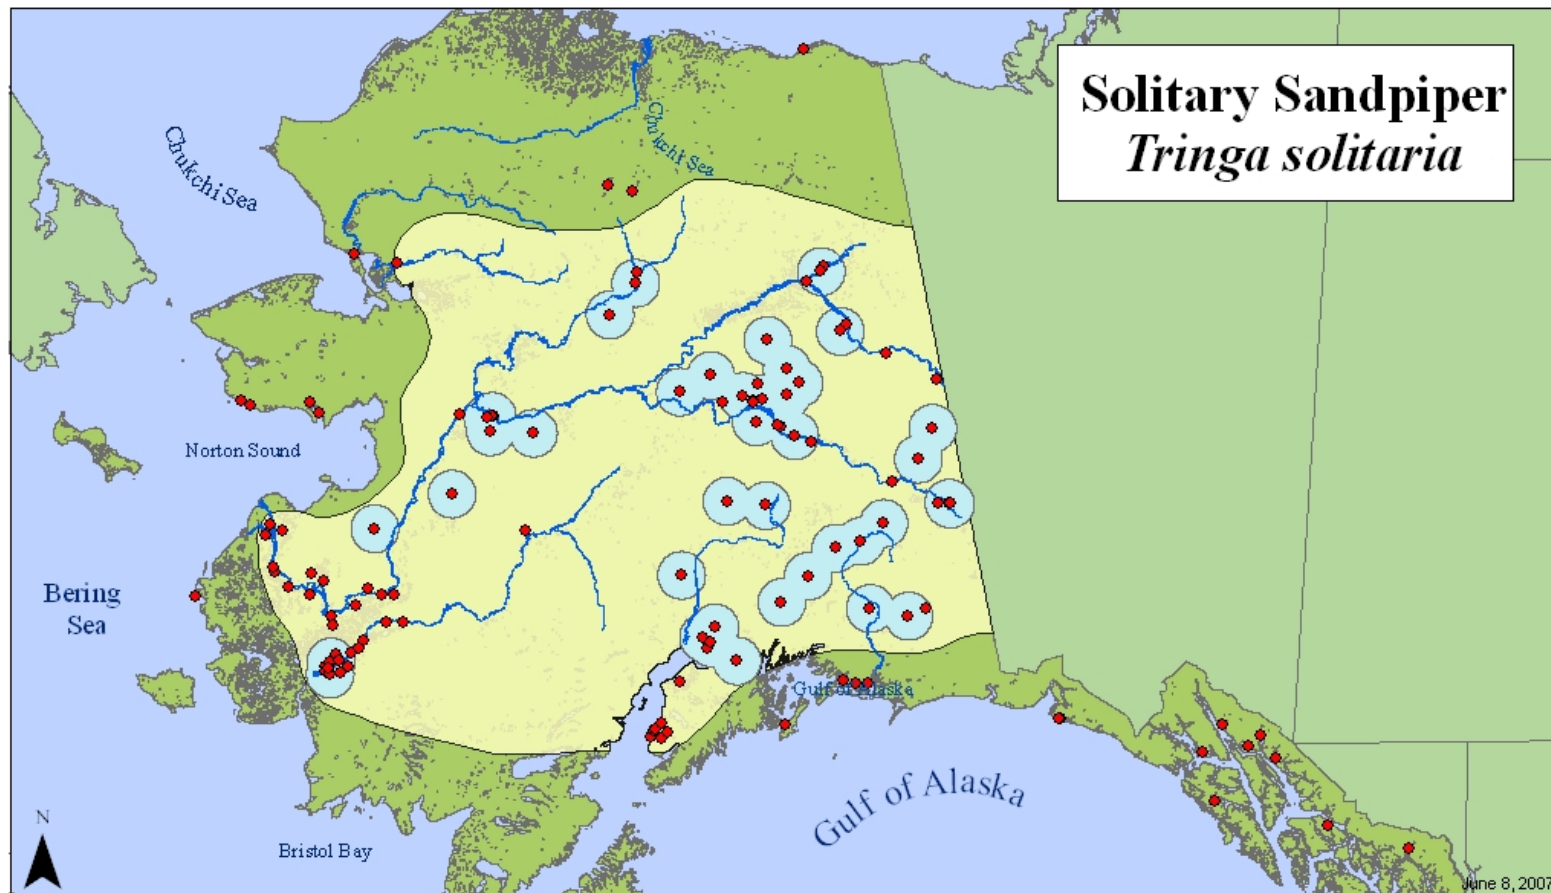 Solitary Sandpiper
Tringa solitaria
Chukchi Sea
Chukchi Sea
Norton Sound
Bering
Sea
Gulf of Alaska
Gulf of Alaska
Bristol Bay
N
June 8, 2007